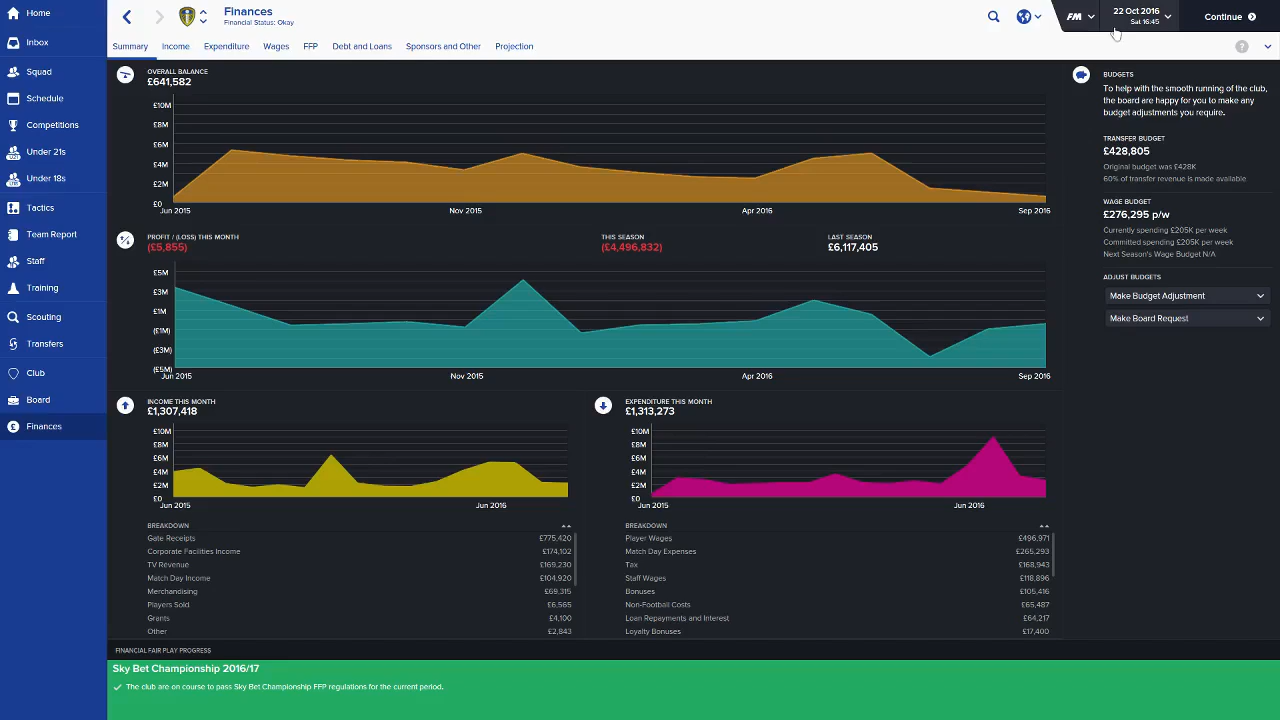 Home
Inbox
Squad
Schedule
Competitions
Under 21s
Under 18s
Tactics
Team Report
Staff
Training
Scouting
Transfers
Club
Board
Finances
Finances
Financial Status: Okay
FM
22 Oct 2016
Sat 16:45
Continue
Summary Income Expenditure Wages FFP Debt and Loans Sponsors and Other Projection
?
OVERALL BALANCE
£641,582
£10M
£8M
£6M
£4M
£2M
£0
Jun 2015 Nov 2015 Apr 2016 Sep 2016
PROFIT / (LOSS) THIS MONTH
(£5,855)
THIS SEASON
(£4,496,832)
LAST SEASON
£6,117,405
£5M
£3M
£1M
(£1M)
(£3M)
(£5M)
Jun 2015 Nov 2015 Apr 2016 Sep 2016
INCOME THIS MONTH
£1,307,418
£10M
£8M
£6M
£4M
£2M
£0
Jun 2015 Jun 2016
BREAKDOWN
Gate Receipts £775,420
Corporate Facilities Income £174,102
TV Revenue £169,230
Match Day Income £104,920
Merchandising £69,315
Players Sold £6,565
Grants £4,100
Other £2,843
EXPENDITURE THIS MONTH
£1,313,273
£10M
£8M
£6M
£4M
£2M
£0
Jun 2015 Jun 2016
BREAKDOWN
Player Wages £496,971
Match Day Expenses £265,293
Tax £168,943
Staff Wages £118,896
Bonuses £105,416
Non-Football Costs £65,487
Loan Repayments and Interest £64,217
Loyalty Bonuses £17,400
BUDGETS
To help with the smooth running of the club,
the board are happy for you to make any
budget adjustments you require.
TRANSFER BUDGET
£428,805
Original budget was £428K
60% of transfer revenue is made available
WAGE BUDGET
£276,295 p/w
Currently spending £205K per week
Committed spending £205K per week
Next Season's Wage Budget N/A
ADJUST BUDGETS
Make Budget Adjustment
Make Board Request
FINANCIAL FAIR PLAY PROGRESS
Sky Bet Championship 2016/17
The club are on course to pass Sky Bet Championship FFP regulations for the current period.